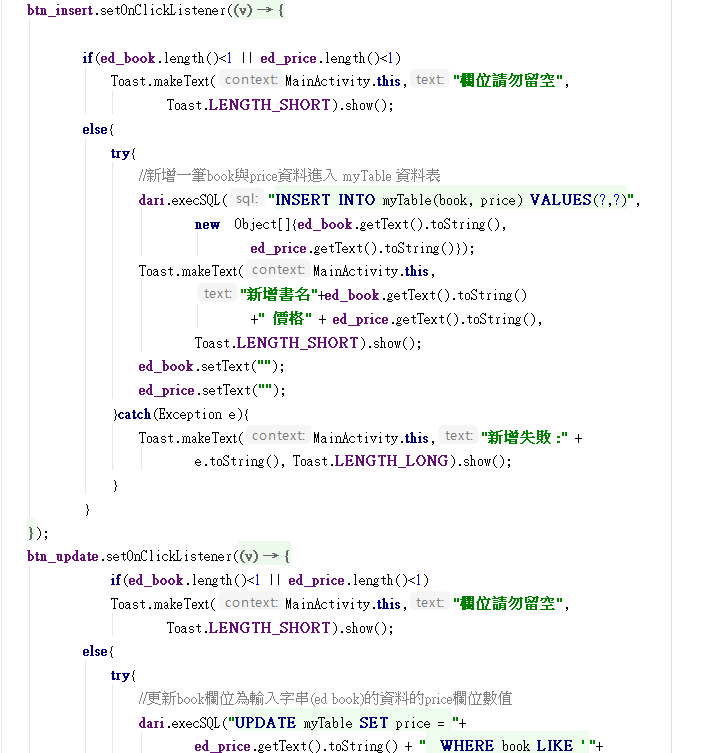 btn_insert.setOnClickListener((v) → {
if(ed_book.length()<1 || ed_price.length()<1)
Toast.makeText( context: MainActivity.this, text: "欄位請勿留空",
Toast.LENGTH_SHORT).show();
else{
try{
//新增一筆book與price資料進入 myTable 資料表
dari.execSQL( sql: "INSERT INTO myTable(book, price) VALUES(?,?)",
new Object[]{ed_book.getText().toString(),
ed_price.getText().toString()});
Toast.makeText( context: MainActivity.this,
text: "新增書名"+ed_book.getText().toString()
+" 價格" + ed_price.getText().toString(),
Toast.LENGTH_SHORT).show();
ed_book.setText("");
ed_price.setText("");
}catch(Exception e){
Toast.makeText( context: MainActivity.this, text: "新增失敗 :" +
e.toString(), Toast.LENGTH_LONG).show();
}
}
});
btn_update.setOnClickListener((v) → {
if(ed_book.length()<1 || ed_price.length()<1)
Toast.makeText( context: MainActivity.this, text: "欄位請勿留空",
Toast.LENGTH_SHORT).show();
else{
try{
//更新book欄位為輸入字串(ed book)的資料的price欄位數值
dari.execSQL("UPDATE myTable SET price = "+
ed_price.getText().toString() + " WHERE book LIKE '"+